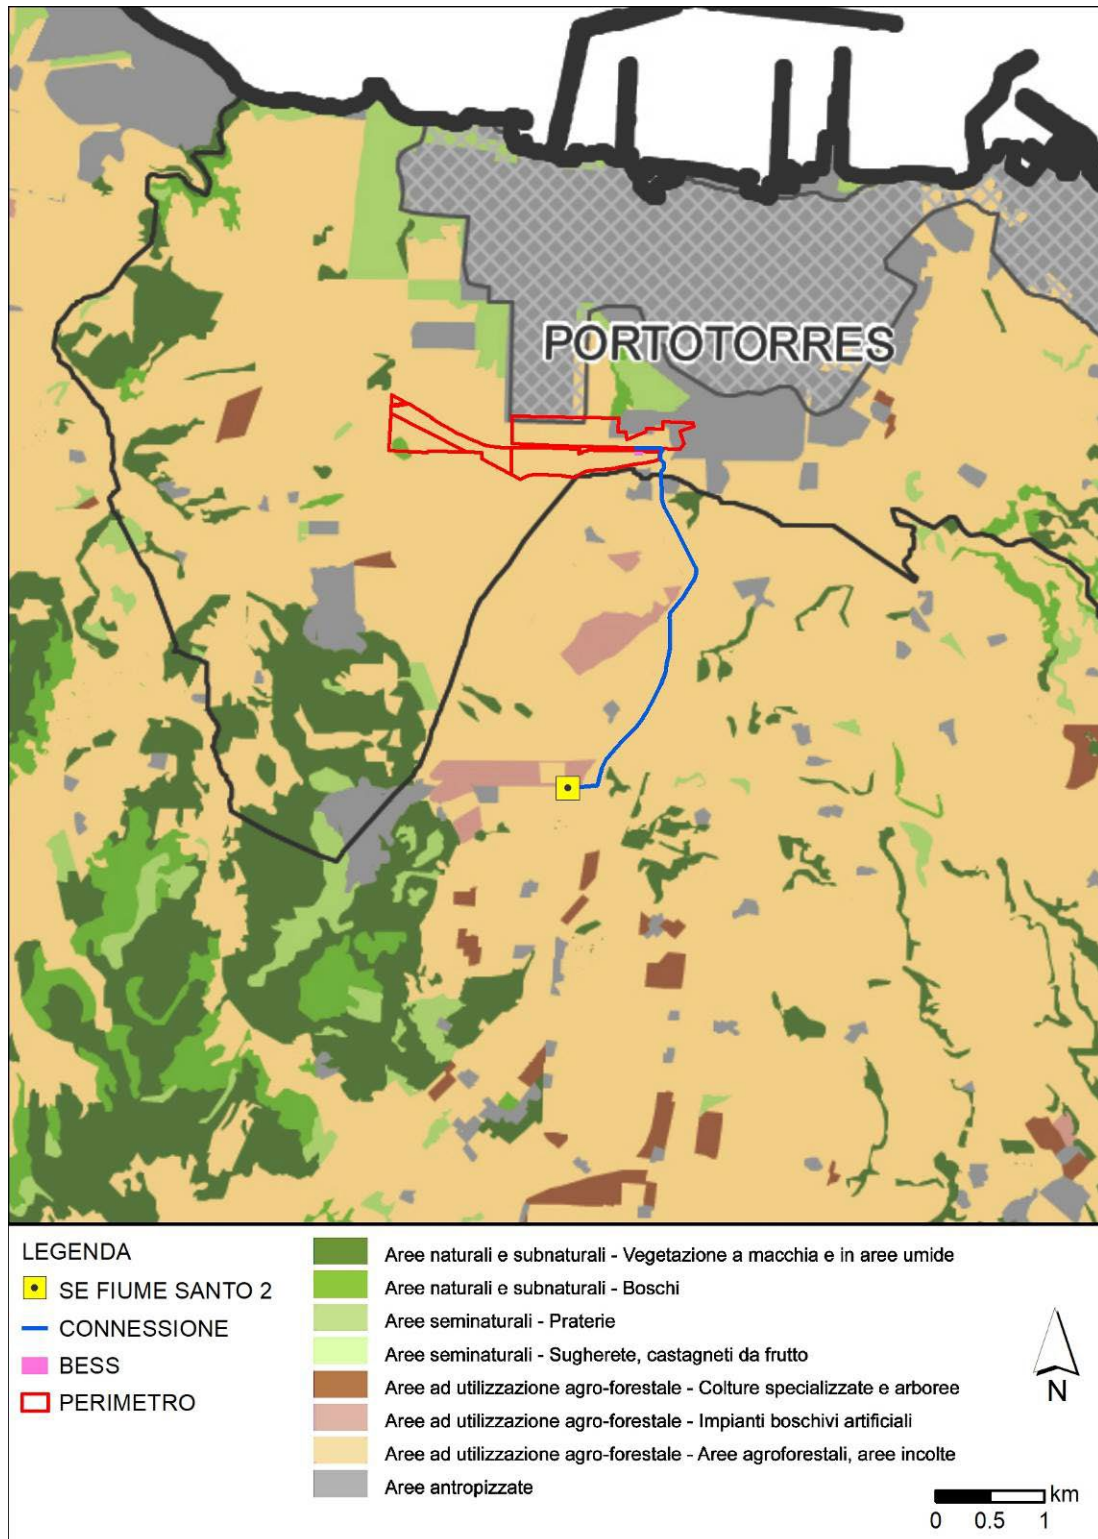 PORTOTORRES
LEGENDA
SE FIUME SANTO 2
CONNESSIONE
BESS
PERIMETRO
Aree naturali e subnaturali - Vegetazione a macchia e in aree umide
Aree naturali e subnaturali - Boschi
Aree seminaturali - Praterie
Aree seminaturali - Sugherete, castagneti da frutto
Aree ad utilizzazione agro-forestale - Colture specializzate e arboree
Aree ad utilizzazione agro-forestale - Impianti boschivi artificiali
Aree ad utilizzazione agro-forestale - Aree agroforestali, aree incolte
Aree antropizzate
N
km
0 0.5 1